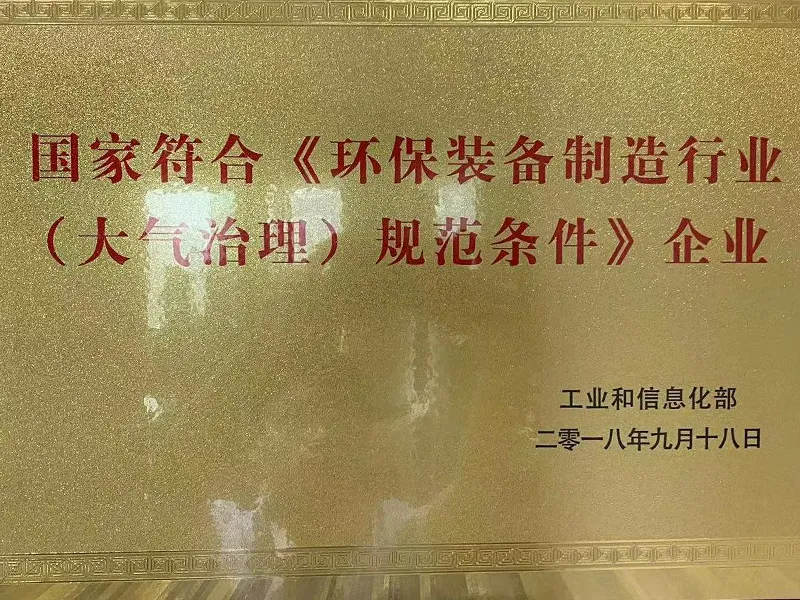 国家符合《环保装备制造行业
（大气治理）规范条件》企业
工业和信息化部
二零一八年九月十八日